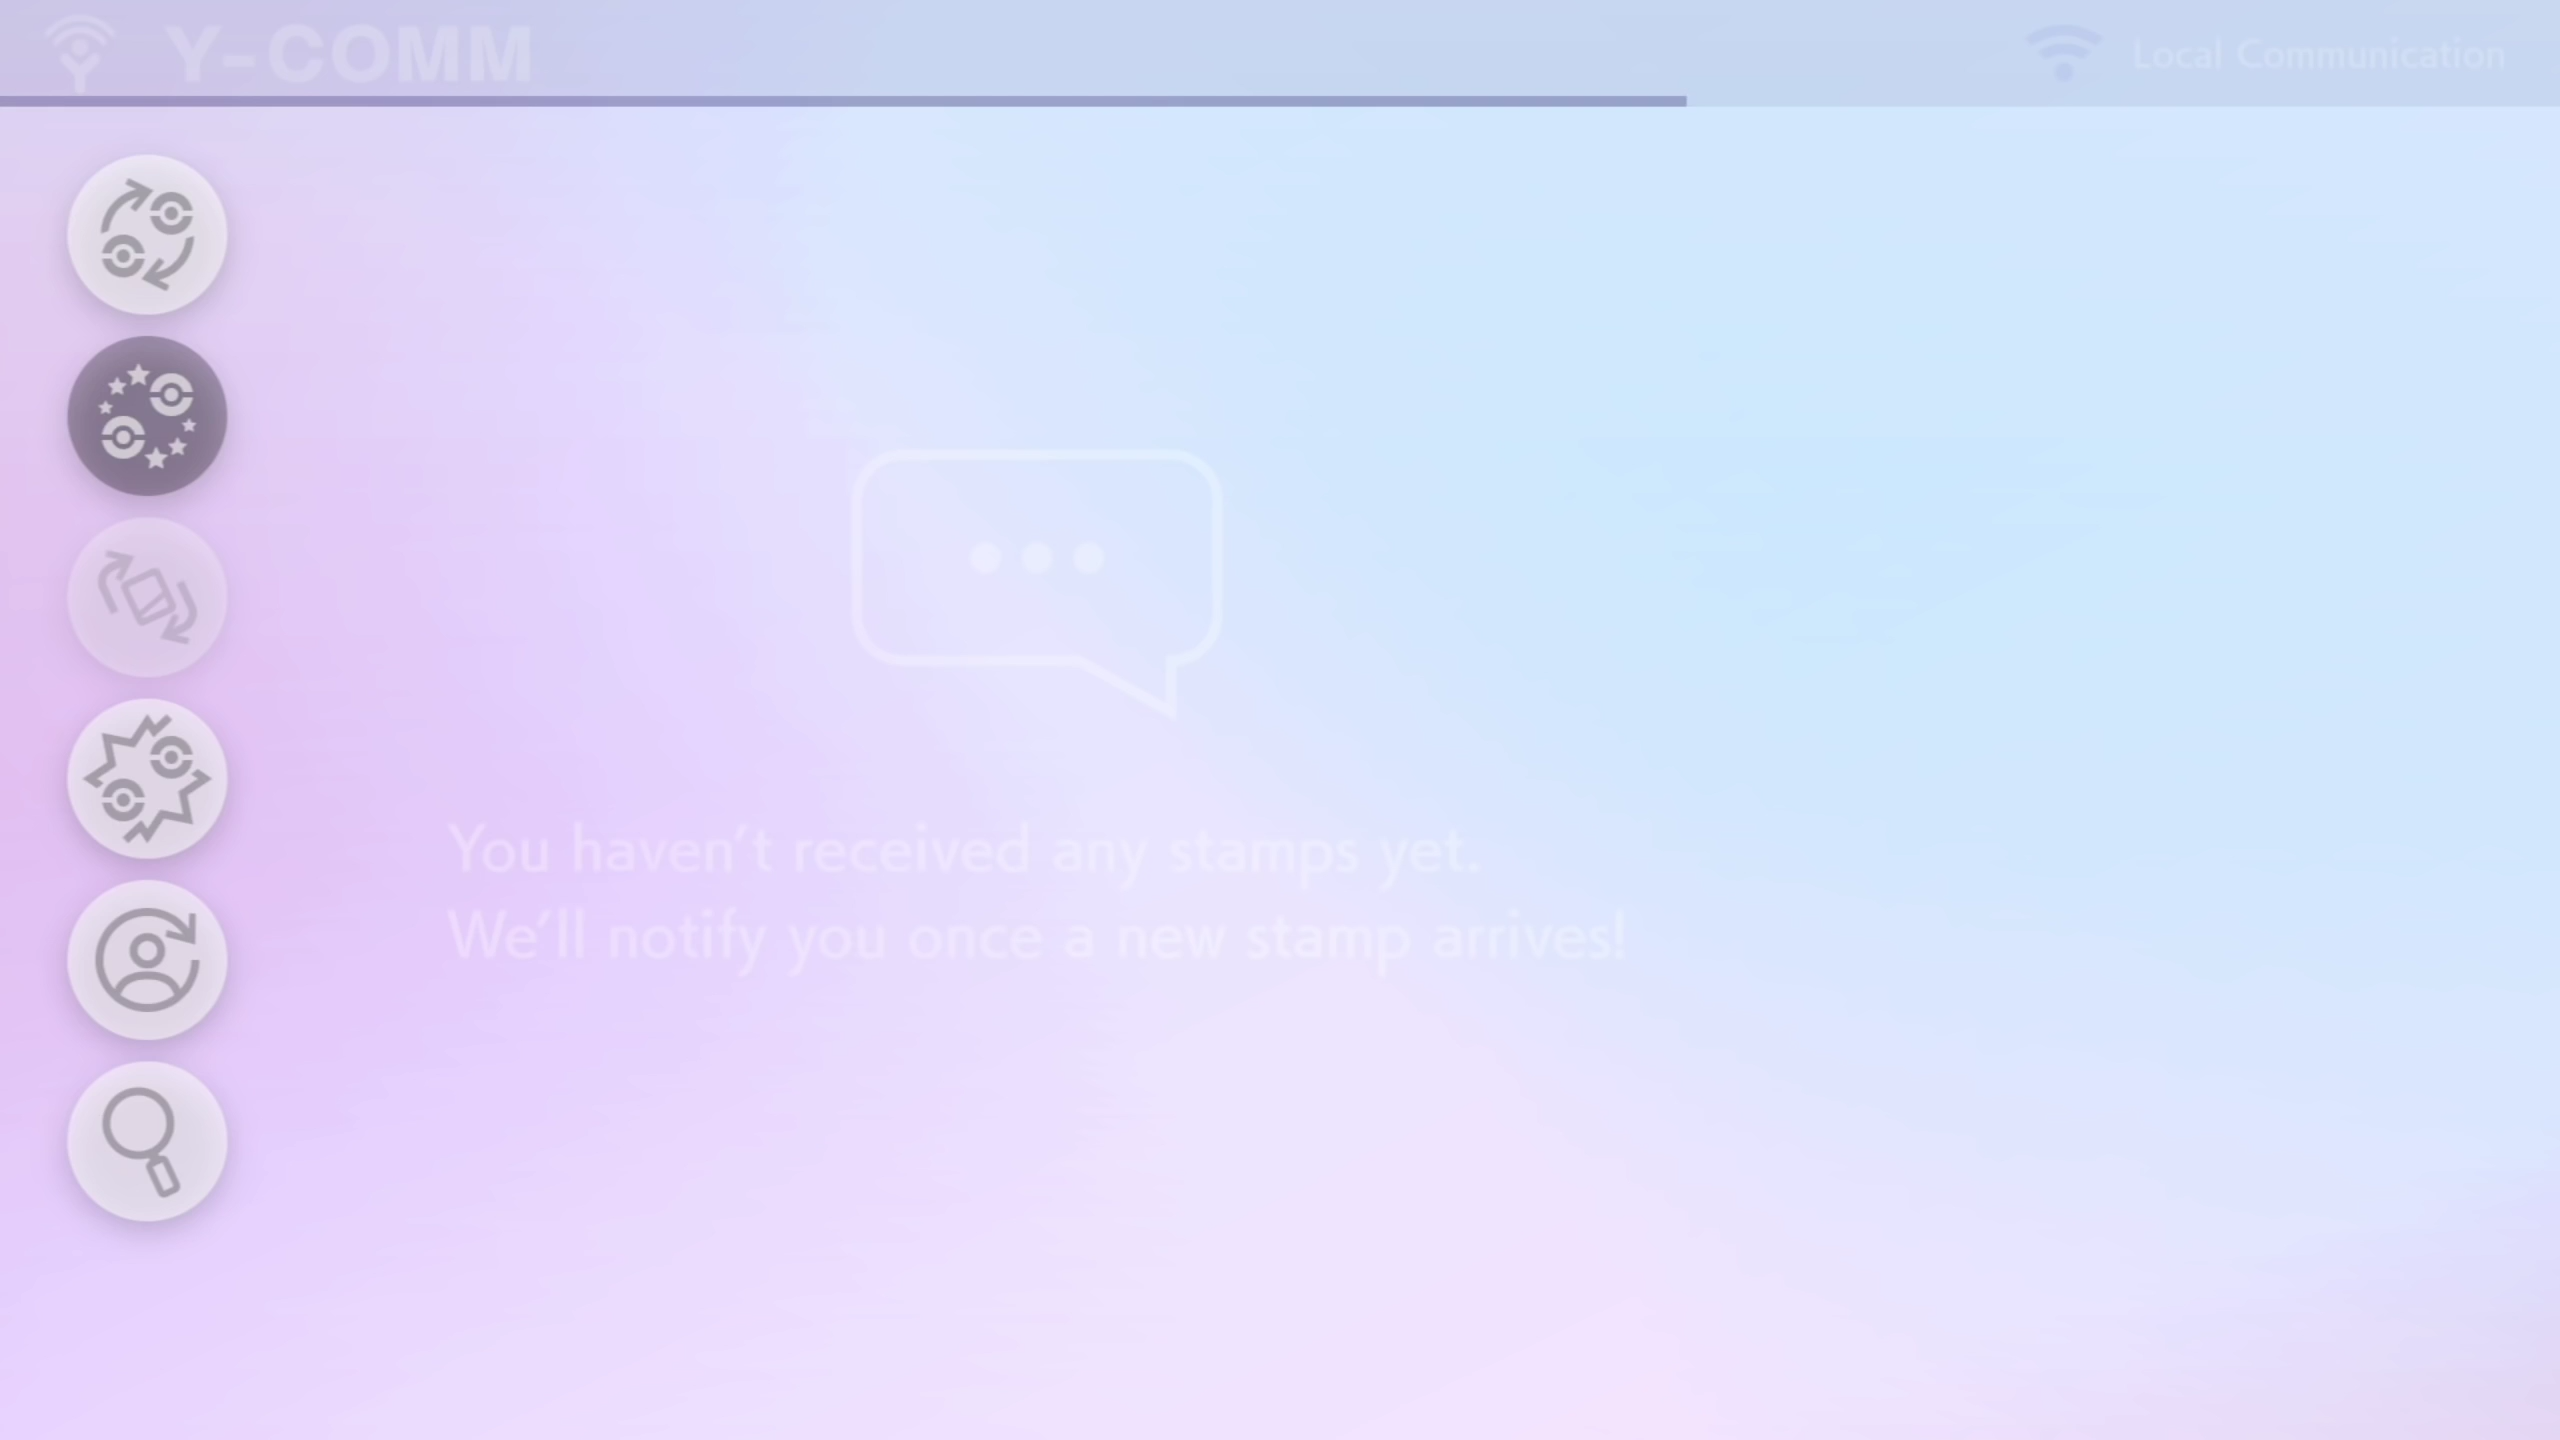 Y-COMM
Local Communication
You haven't received any stamps yet.
We'll notify you once a new stamp arrives!